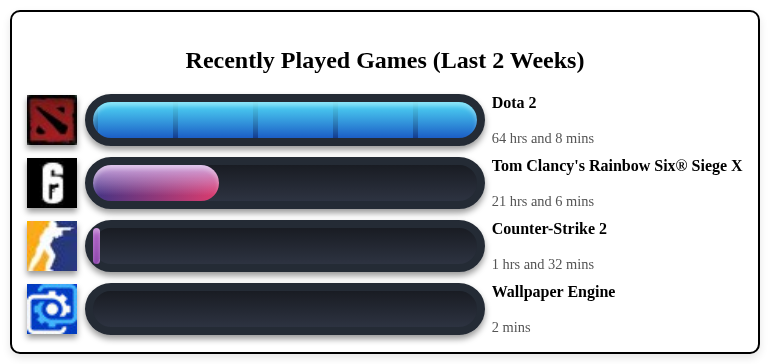 Recently Played Games (Last 2 Weeks)
Dota 2
64 hrs and 8 mins
Tom Clancy's Rainbow Six® Siege X
21 hrs and 6 mins
Counter-Strike 2
1 hrs and 32 mins
Wallpaper Engine
2 mins